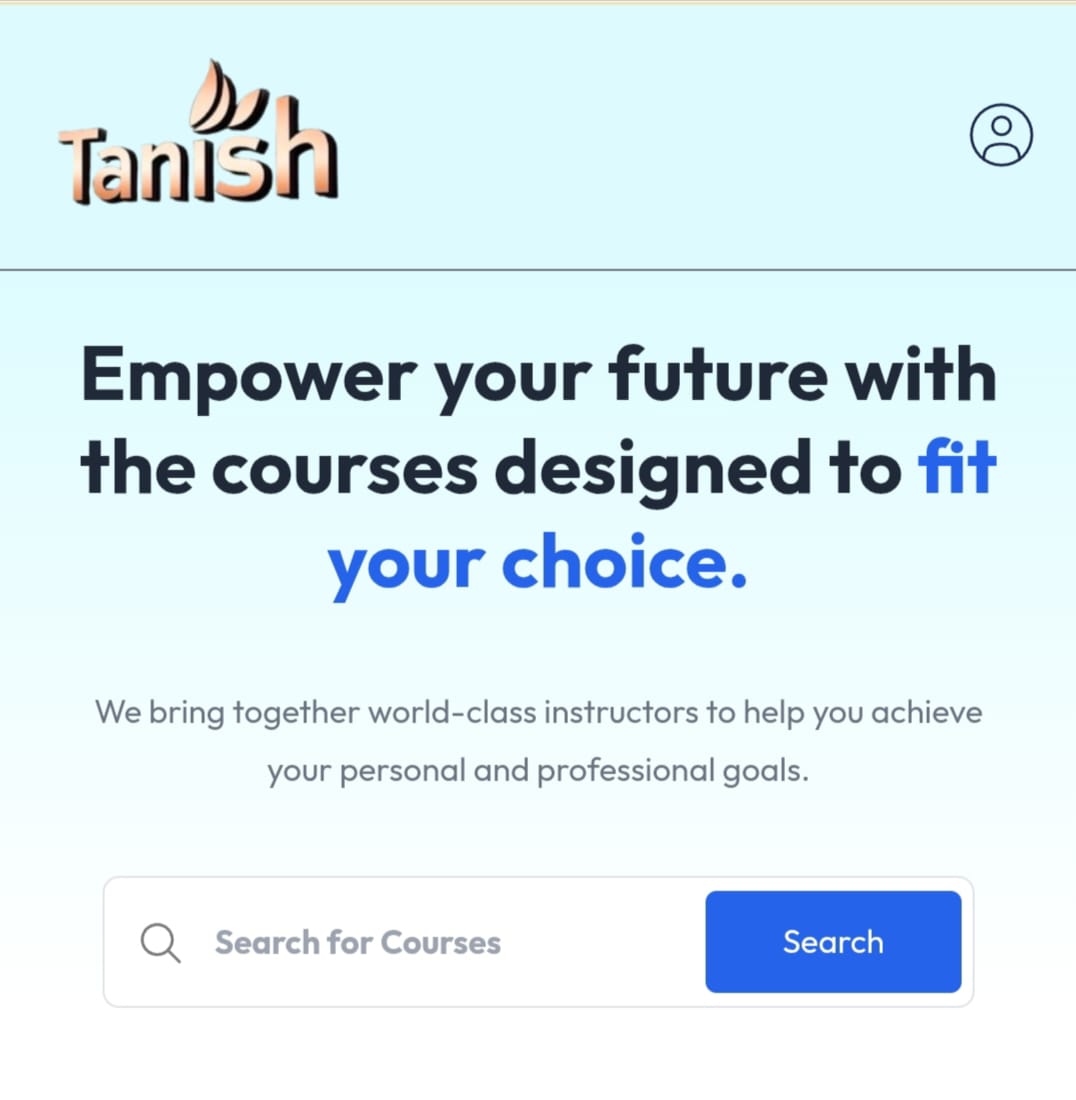 Tanish
Empower your future with
the courses designed to fit
your choice.
We bring together world-class instructors to help you achieve
your personal and professional goals.
Search for Courses
Search